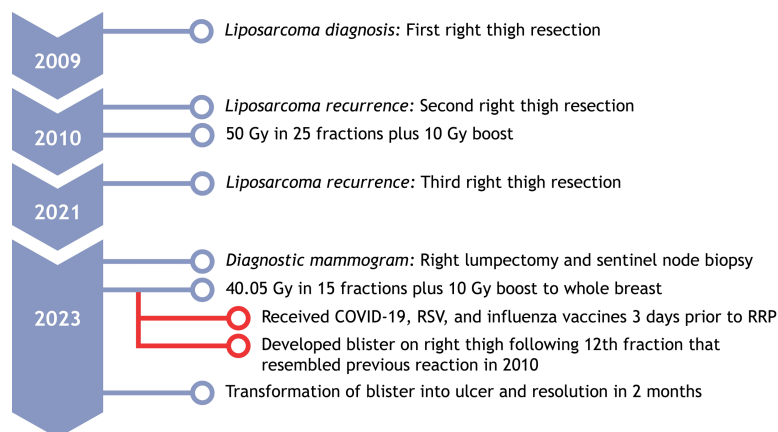 2009
Liposarcoma diagnosis: First right thigh resection
2010
Liposarcoma recurrence: Second right thigh resection
50 Gy in 25 fractions plus 10 Gy boost
2021
Liposarcoma recurrence: Third right thigh resection
2023
Diagnostic mammogram: Right lumpectomy and sentinel node biopsy
40.05 Gy in 15 fractions plus 10 Gy boost to whole breast
Received COVID-19, RSV, and influenza vaccines 3 days prior to RRP
Developed blister on right thigh following 12th fraction that
resembled previous reaction in 2010
Transformation of blister into ulcer and resolution in 2 months